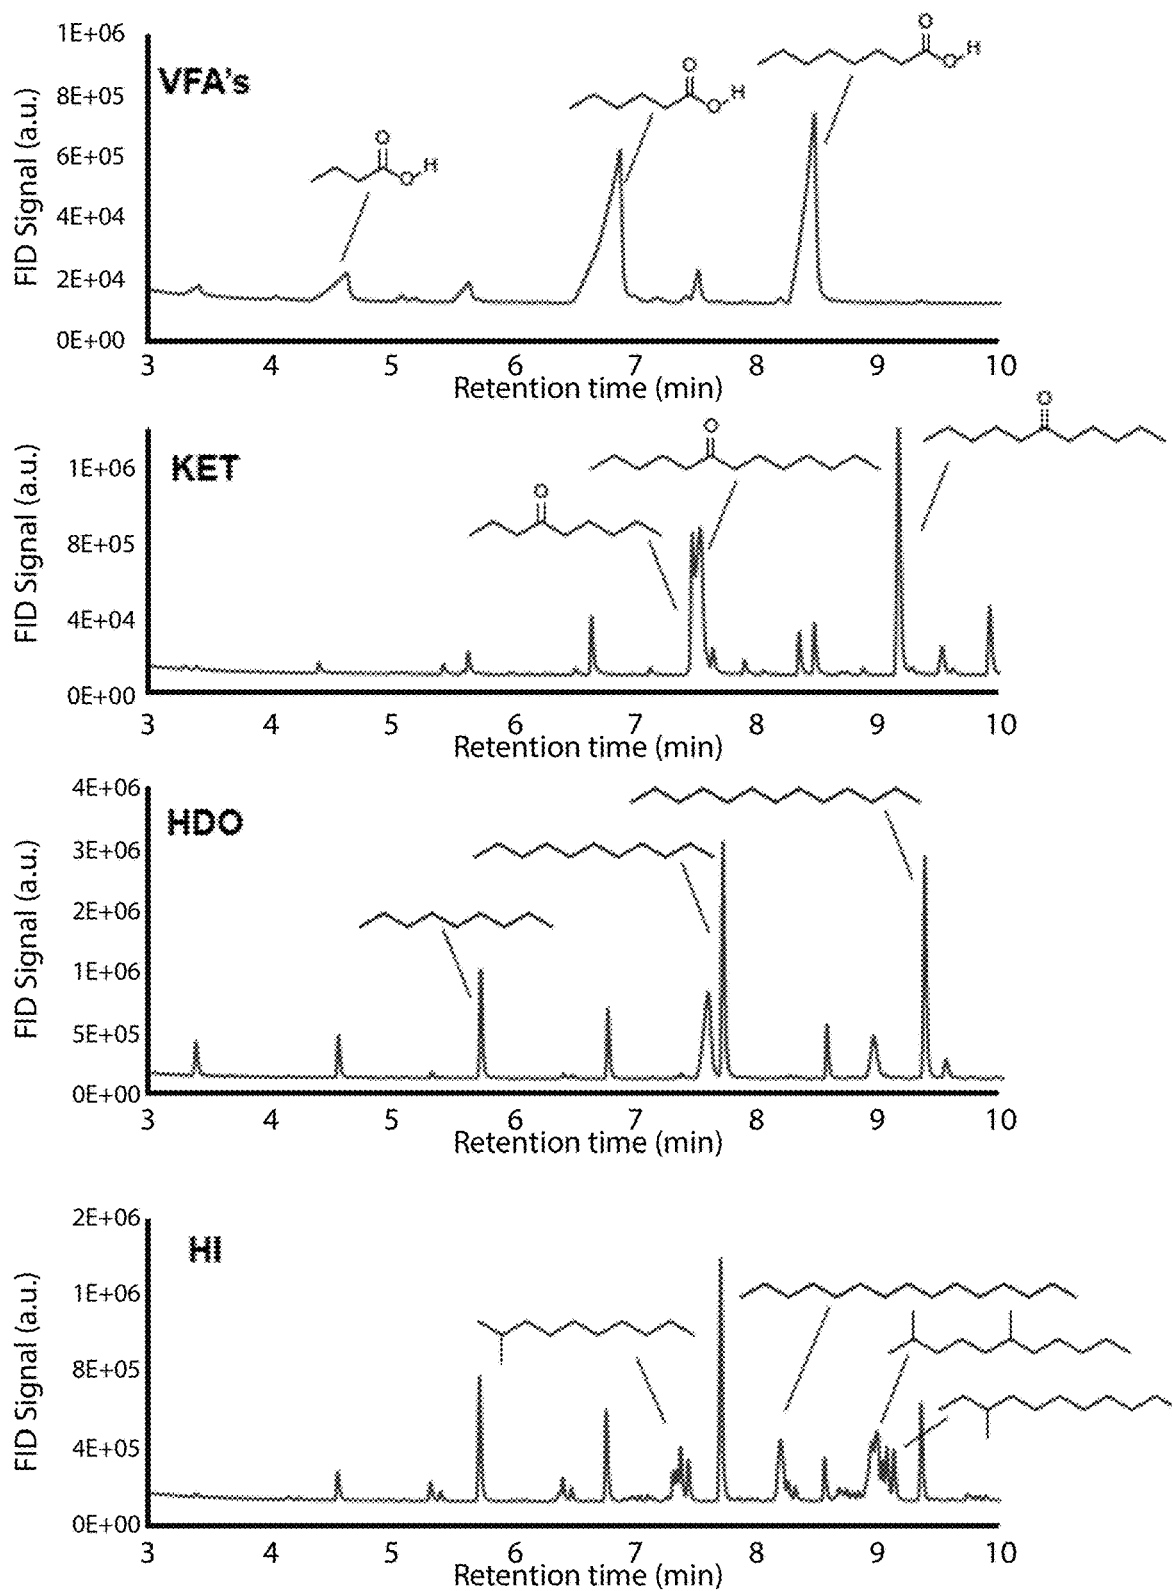 1E+06
VFA's
8E+05
6E+05
4E+04
2E+04
0E+00
FID Signal (a.u.)
O
O
H
O
O
H
O
O
H
3 4 5 6 7 8 9 10
Retention time (min)
KET
1E+06
8E+05
4E+04
0E+00
FID Signal (a.u.)
O
O
O
3 4 5 6 7 8 9 10
Retention time (min)
4E+06
HDO
3E+06
2E+06
1E+06
5E+05
0E+00
FID Signal (a.u.)
3 4 5 6 7 8 9 10
Retention time (min)
2E+06
HI
1E+06
8E+05
4E+05
0E+00
FID Signal (a.u.)
3 4 5 6 7 8 9 10
Retention time (min)